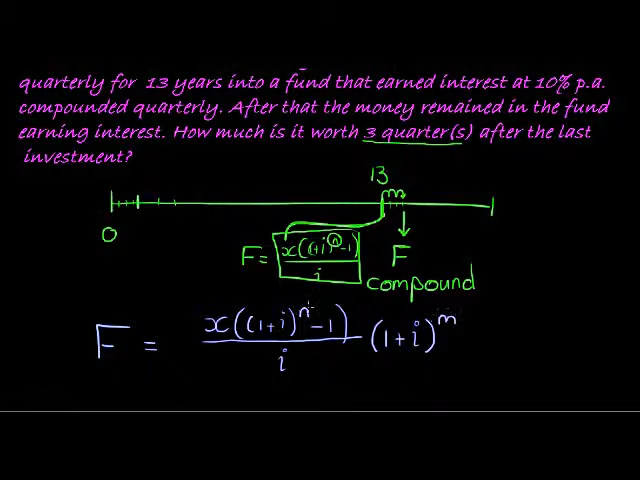 quarterly for 13 years into a fund that earned interest at 10% p.a.
compounded quarterly. After that the money remained in the fund
earning interest. How much is it worth 3 quarter(s) after the last
investment?
13
m
0
F = x((1+i)^n -1) / i
F
compound
F = x((1+i)^n -1) / i (1+i)^m